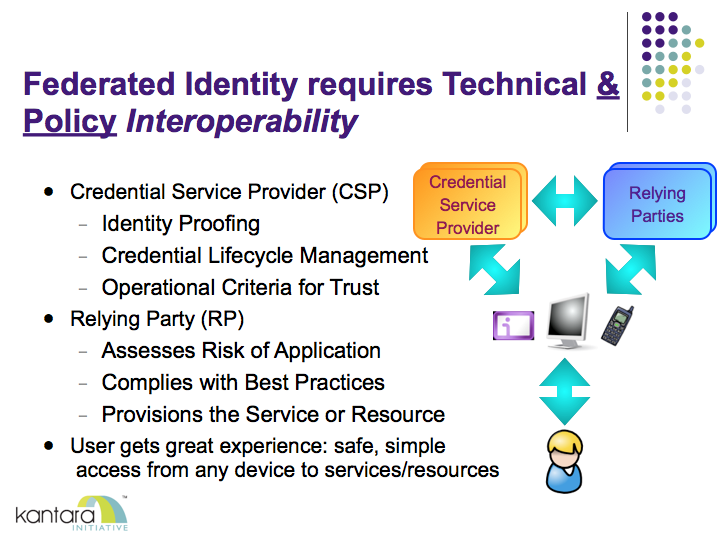 Federated Identity requires Technical &
Policy Interoperability
• Credential Service Provider (CSP)
– Identity Proofing
– Credential Lifecycle Management
– Operational Criteria for Trust
• Relying Party (RP)
– Assesses Risk of Application
– Complies with Best Practices
– Provisions the Service or Resource
• User gets great experience: safe, simple
access from any device to services/resources
Credential
Service
Provider
Relying
Parties
i
kantara™
INITIATIVE